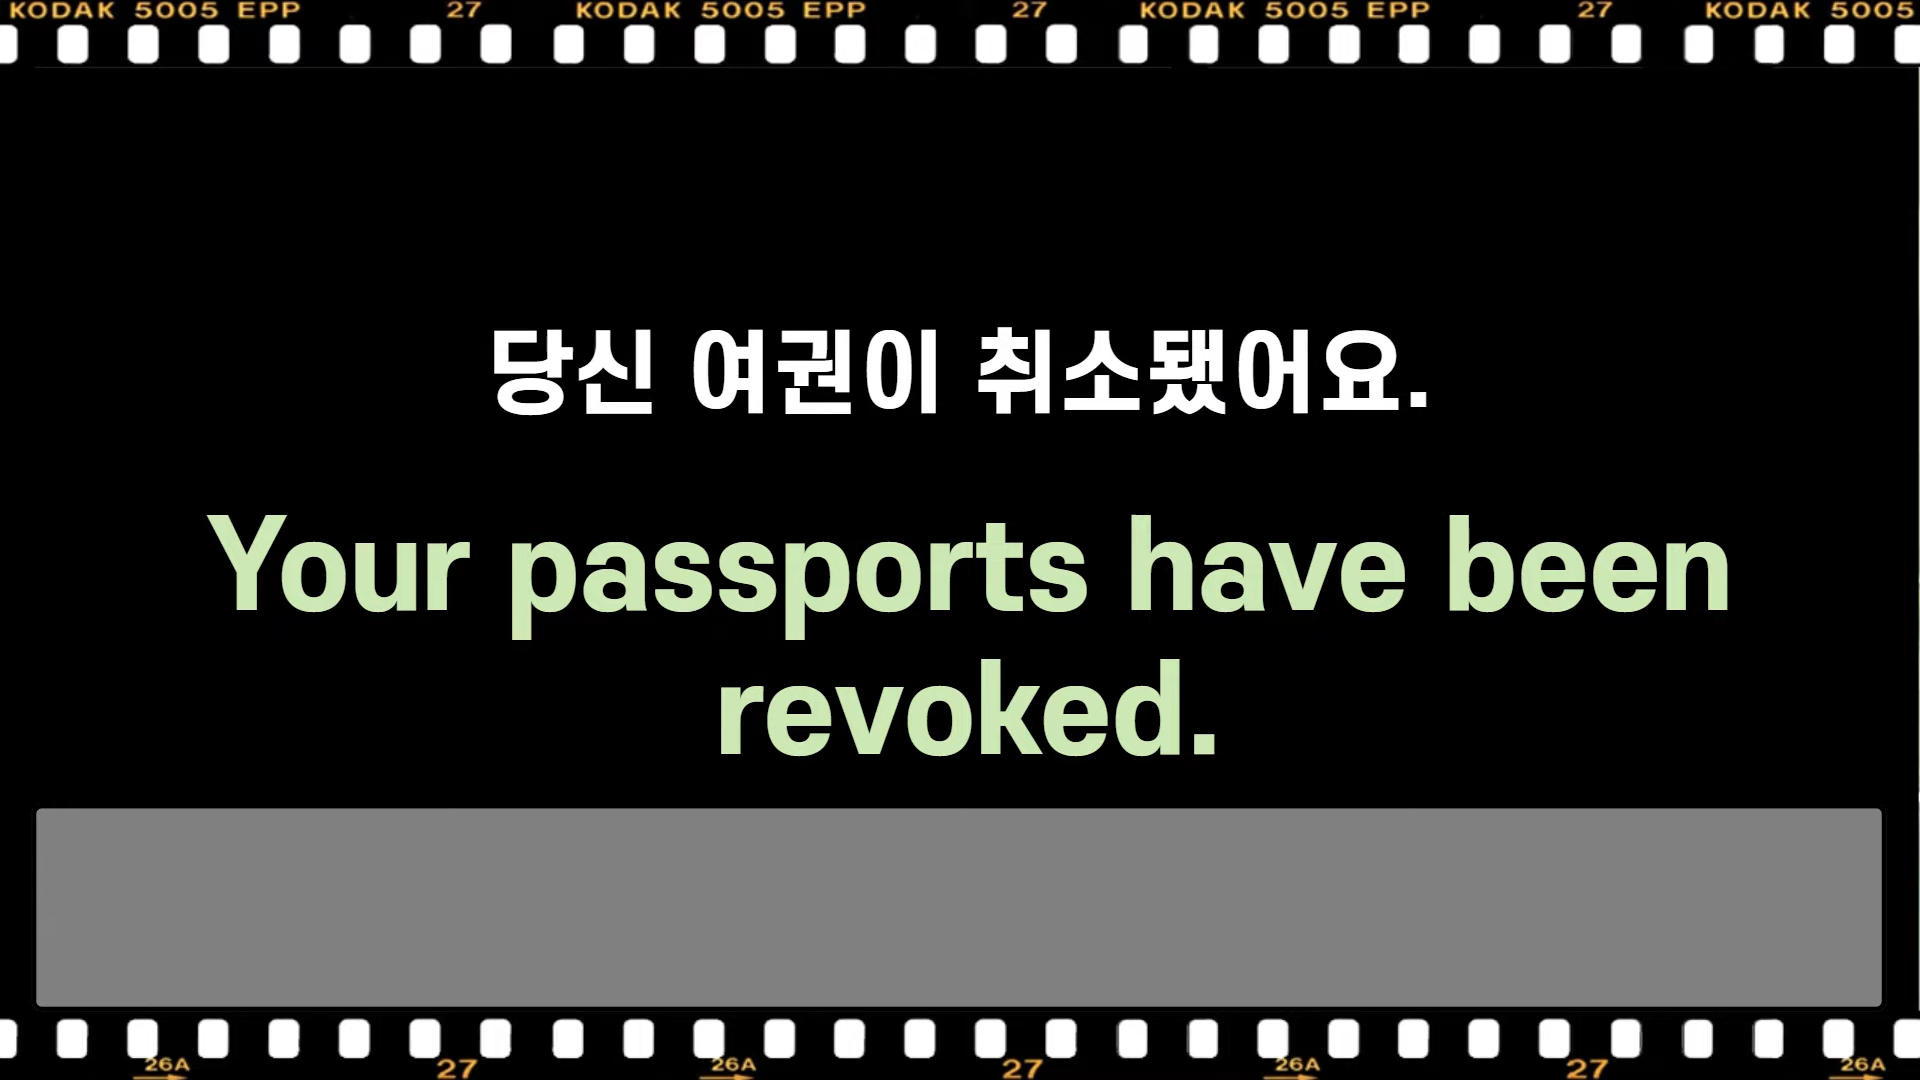 KODAK 5005 EPP 27 KODAK 5005 EPP 27 KODAK 5005 EPP 27 KODAK 5005
당신 여권이 취소됐어요.
Your passports have been
revoked.
26A 27 26A 27 26A 27 26A